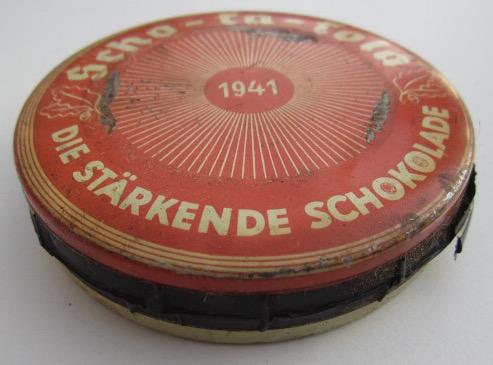 Scho-ka-kola
1941
DIE STÄRKENDE SCHOKOLADE